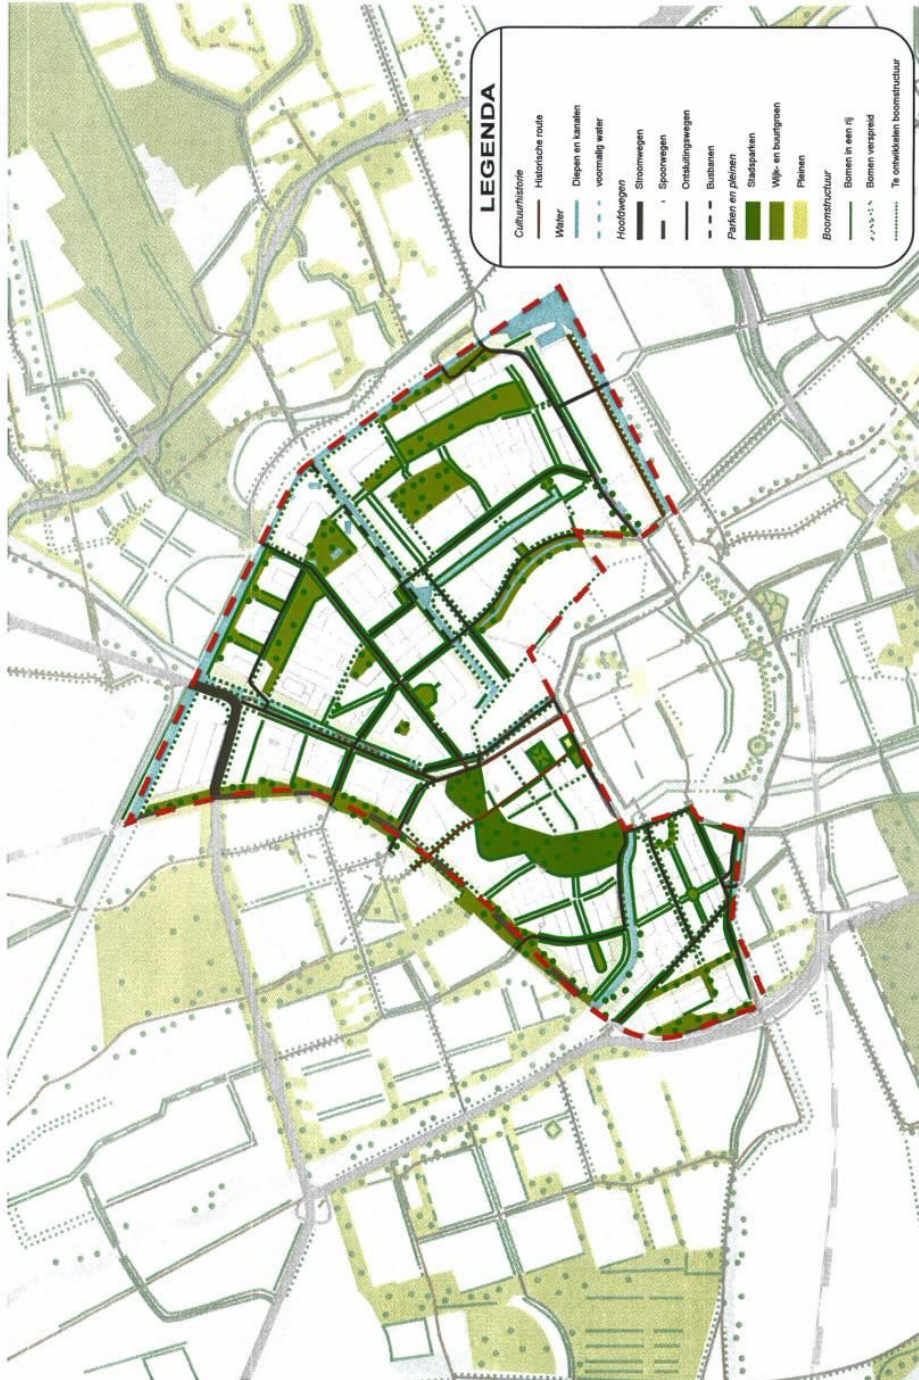 LEGENDA
Cultuurhistorie
Historische route
Water
Diepen en kanalen
voormalig water
Hoofdwegen
Stroomwegen
Spoorwegen
Ontsluitingswegen
Busbanen
Parken en pleinen
Stadsparken
Wijk- en buurtgroen
Pleinen
Boomstructuur
Bomen in een rij
Bomen verspreid
Te ontwikkelen boomstructuur